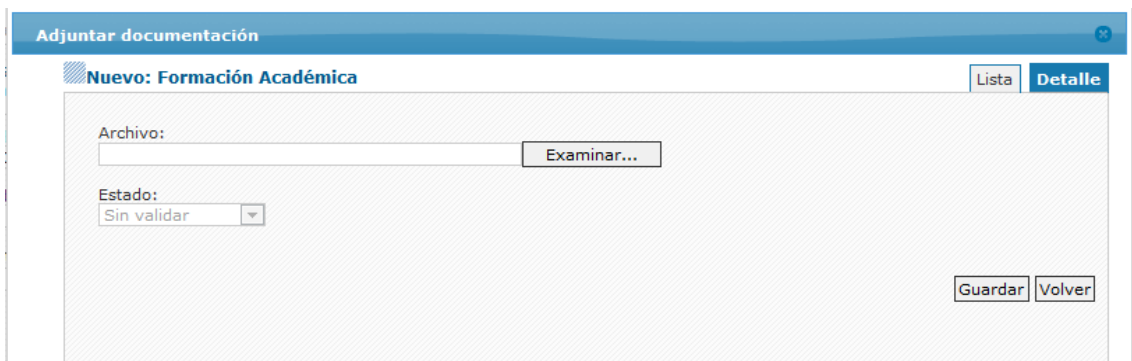 Adjuntar documentación
Nuevo: Formación Académica
Lista Detalle
Archivo:
Examinar...
Estado:
Sin validar
Guardar Volver